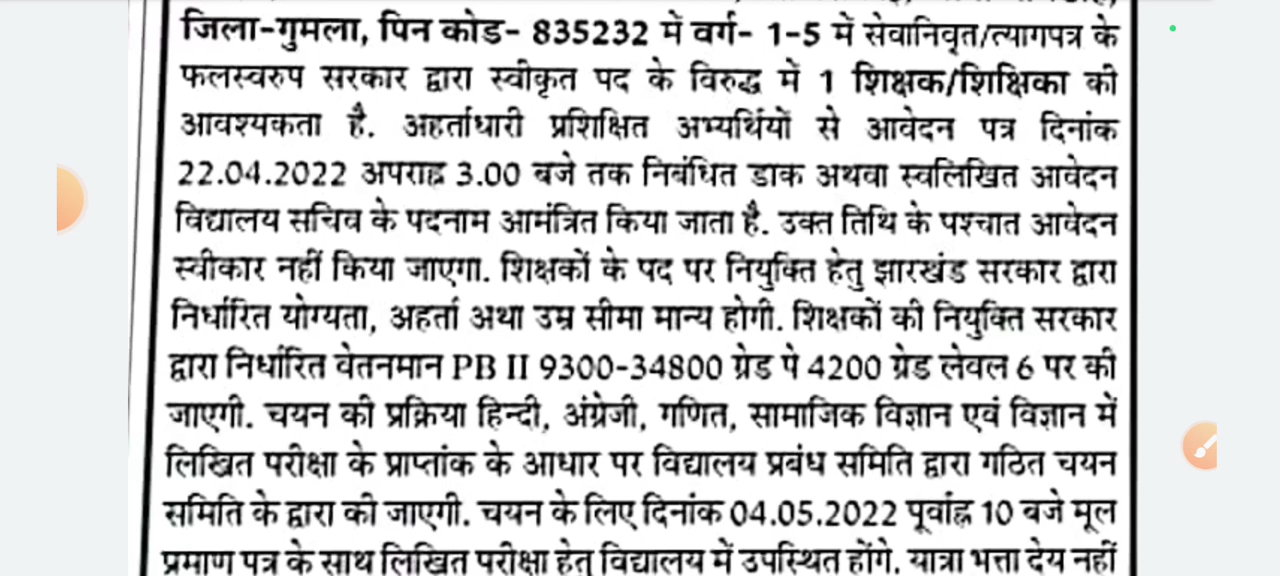 जिला-गुमला, पिन कोड- 835232 में वर्ग- 1-5 में सेवानिवृत/त्यागपत्र के
फलस्वरुप सरकार द्वारा स्वीकृत पद के विरुद्ध में 1 शिक्षक/शिक्षिका की
आवश्यकता है. अहर्ताधारी प्रशिक्षित अभ्यर्थियों से आवेदन पत्र दिनांक
22.04.2022 अपराह्न 3.00 बजे तक निबंधित डाक अथवा स्वलिखित आवेदन
विद्यालय सचिव के पदनाम आमंत्रित किया जाता है. उक्त तिथि के पश्चात आवेदन
स्वीकार नहीं किया जाएगा. शिक्षकों के पद पर नियुक्ति हेतु झारखंड सरकार द्वारा
निर्धारित योग्यता, अहर्ता अथा उम्र सीमा मान्य होगी. शिक्षकों की नियुक्ति सरकार
द्वारा निर्धारित वेतनमान PB II 9300-34800 ग्रेड पे 4200 ग्रेड लेवल 6 पर की
जाएगी. चयन की प्रक्रिया हिन्दी, अंग्रेजी, गणित, सामाजिक विज्ञान एवं विज्ञान में
लिखित परीक्षा के प्राप्तांक के आधार पर विद्यालय प्रबंध समिति द्वारा गठित चयन
समिति के द्वारा की जाएगी. चयन के लिए दिनांक 04.05.2022 पूर्वाह्न 10 बजे मूल
प्रमाण पत्र के साथ लिखित परीक्षा हेतु विद्यालय में उपस्थित होंगे. यात्रा भत्ता देय नहीं